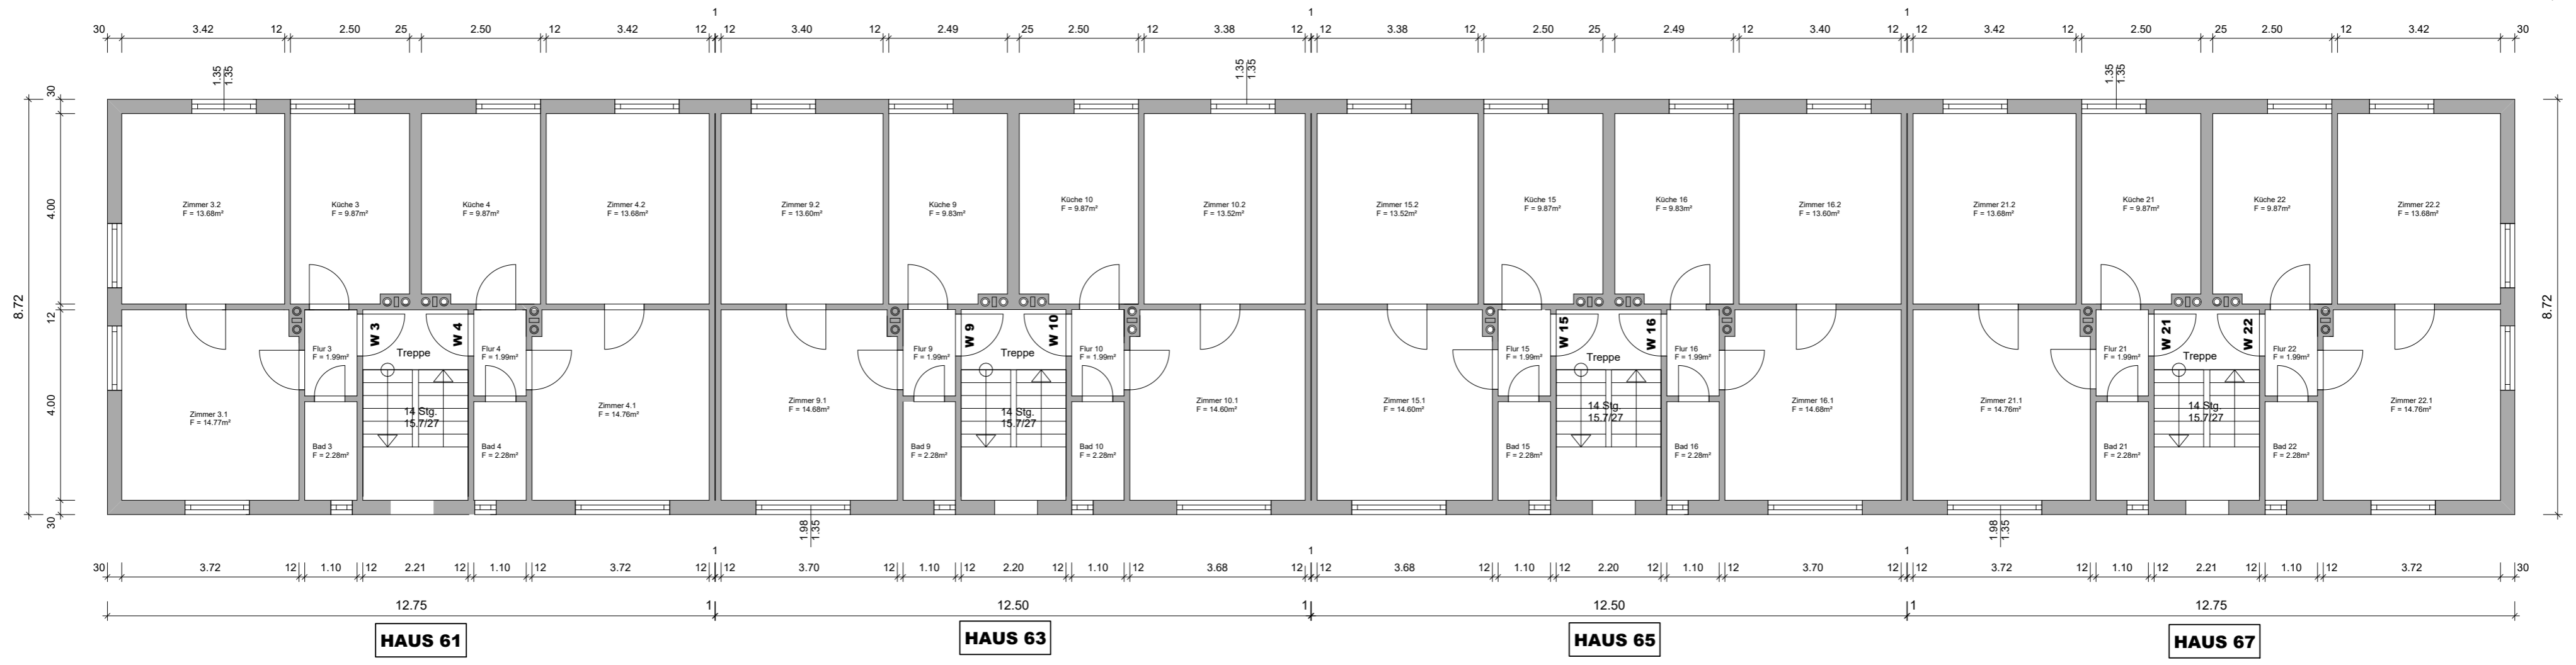 1 1 1
30 3.42 12 2.50 25 2.50 12 3.42 12 12 3.40 12 2.49 25 2.50 12 3.38 12 12 3.38 12 2.50 25 2.49 12 3.40 12 12 3.42 12 2.50 25 2.50 12 3.42 30
1.35 1.35 1.35 1.35
1.35 1.35 1.35 1.35
30
4.00
12
4.00
30
8.72
8.72
Zimmer 3.2
F = 13.68m²
Küche 3
F = 9.87m²
Küche 4
F = 9.87m²
Zimmer 4.2
F = 13.68m²
Zimmer 9.2
F = 13.60m²
Küche 9
F = 9.83m²
Küche 10
F = 9.87m²
Zimmer 10.2
F = 13.52m²
Zimmer 15.2
F = 13.52m²
Küche 15
F = 9.87m²
Küche 16
F = 9.83m²
Zimmer 16.2
F = 13.60m²
Zimmer 21.2
F = 13.68m²
Küche 21
F = 9.87m²
Küche 22
F = 9.87m²
Zimmer 22.2
F = 13.68m²
W 3
W 4
W 9
W 10
W 15
W 16
W 21
W 22
Flur 3
F = 1.99m²
Treppe
Flur 4
F = 1.99m²
Flur 9
F = 1.99m²
Treppe
Flur 10
F = 1.99m²
Flur 15
F = 1.99m²
Treppe
Flur 16
F = 1.99m²
Flur 21
F = 1.99m²
Treppe
Flur 22
F = 1.99m²
Zimmer 3.1
F = 14.77m²
14 Stg.
15.7/27
Zimmer 4.1
F = 14.76m²
Zimmer 9.1
F = 14.68m²
14 Stg.
15.7/27
Zimmer 10.1
F = 14.60m²
Zimmer 15.1
F = 14.60m²
14 Stg.
15.7/27
Zimmer 16.1
F = 14.68m²
Zimmer 21.1
F = 14.76m²
14 Stg.
15.7/27
Zimmer 22.1
F = 14.76m²
Bad 3
F = 2.28m²
Bad 4
F = 2.28m²
Bad 9
F = 2.28m²
Bad 10
F = 2.28m²
Bad 15
F = 2.28m²
Bad 16
F = 2.28m²
Bad 21
F = 2.28m²
Bad 22
F = 2.28m²
1.98
1.35
1.98
1.35
1 1 1
30 3.72 12 1.10 12 2.21 12 1.10 12 3.72 12 12 3.70 12 1.10 12 2.20 12 1.10 12 3.68 12 12 3.68 12 1.10 12 2.20 12 1.10 12 3.70 12 12 3.72 12 1.10 12 2.21 12 1.10 12 3.72 30
12.75 1 12.50 1 12.50 1 12.75
HAUS 61
HAUS 63
HAUS 65
HAUS 67